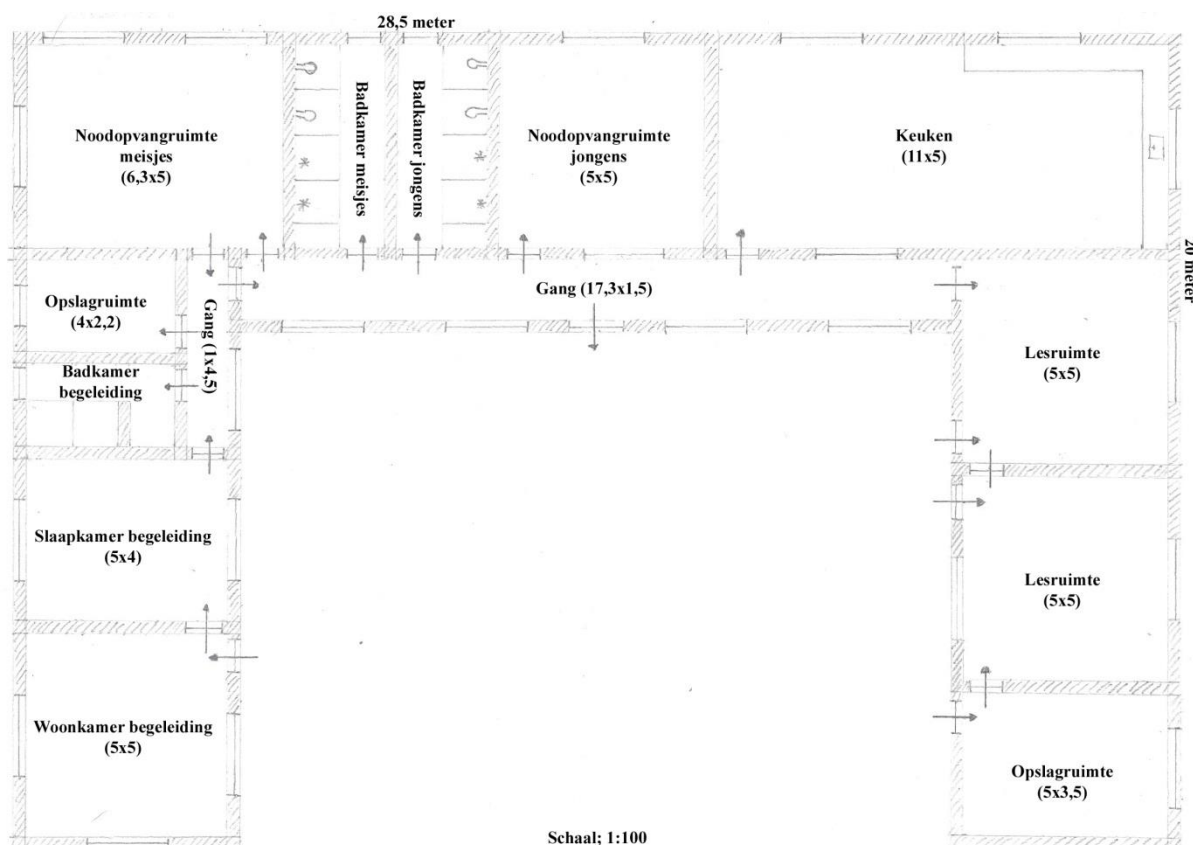 28,5 meter
Noodopvangruimte
meisjes
(6,3x5)
Badkamer meisjes
Badkamer jongens
Noodopvangruimte
jongens
(5x5)
Keuken
(11x5)
20 meter
Opslagruimte
(4x2,2)
Gang (1x4,5)
Gang (17,3x1,5)
Badkamer
begeleiding
Lesruimte
(5x5)
Slaapkamer begeleiding
(5x4)
Lesruimte
(5x5)
Woonkamer begeleiding
(5x5)
Opslagruimte
(5x3,5)
Schaal; 1:100